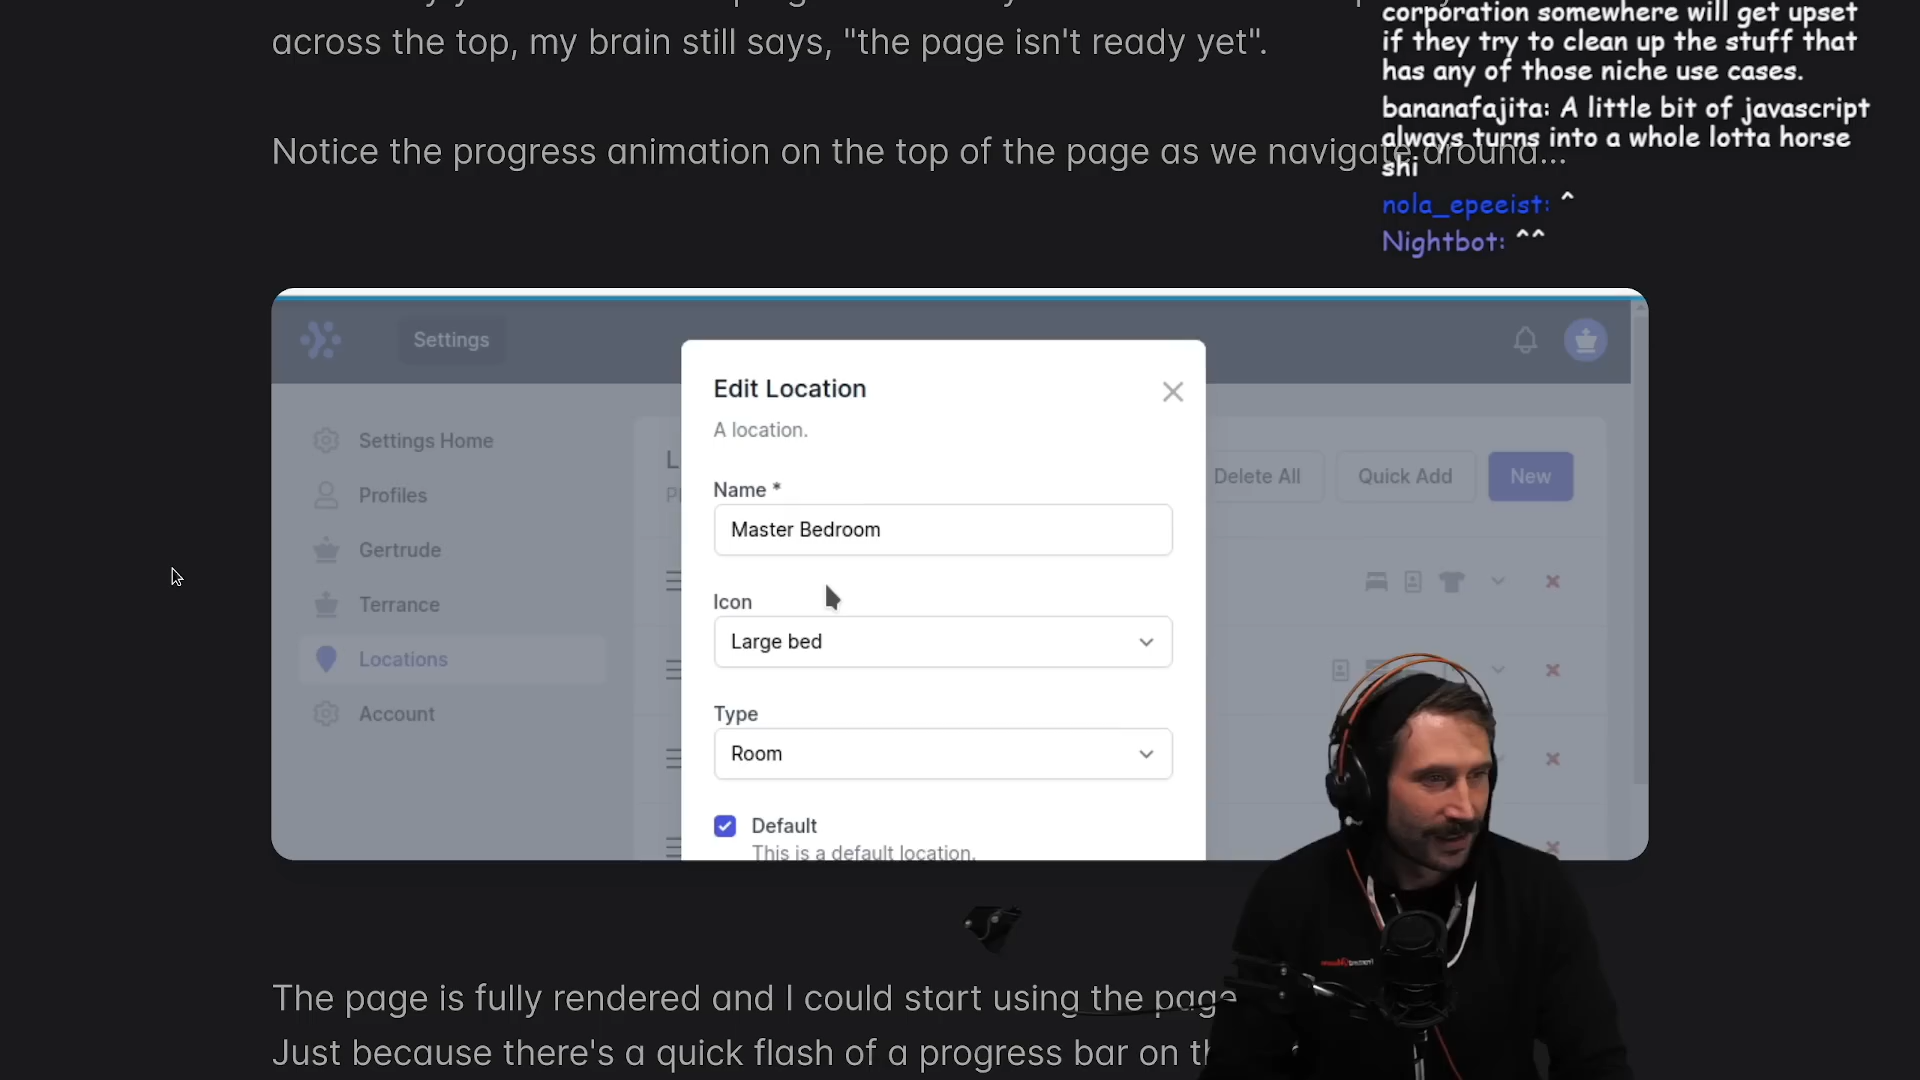 across the top, my brain still says, "the page isn't ready yet".
Notice the progress animation on the top of the page as we navigate around...
corporation somewhere will get upset
if they try to clean up the stuff that
has any of those niche use cases.
bananafajita: A little bit of javascript
always turns into a whole lotta horse
shi
nola_epeeist: ^
Nightbot: ^^
Settings
Settings Home
Profiles
Gertrude
Terrance
Locations
Account
Delete All
Quick Add
New
Edit Location
A location.
Name *
Master Bedroom
Icon
Large bed
Type
Room
Default
This is a default location.
The page is fully rendered and I could start using the page
Just because there's a quick flash of a progress bar on